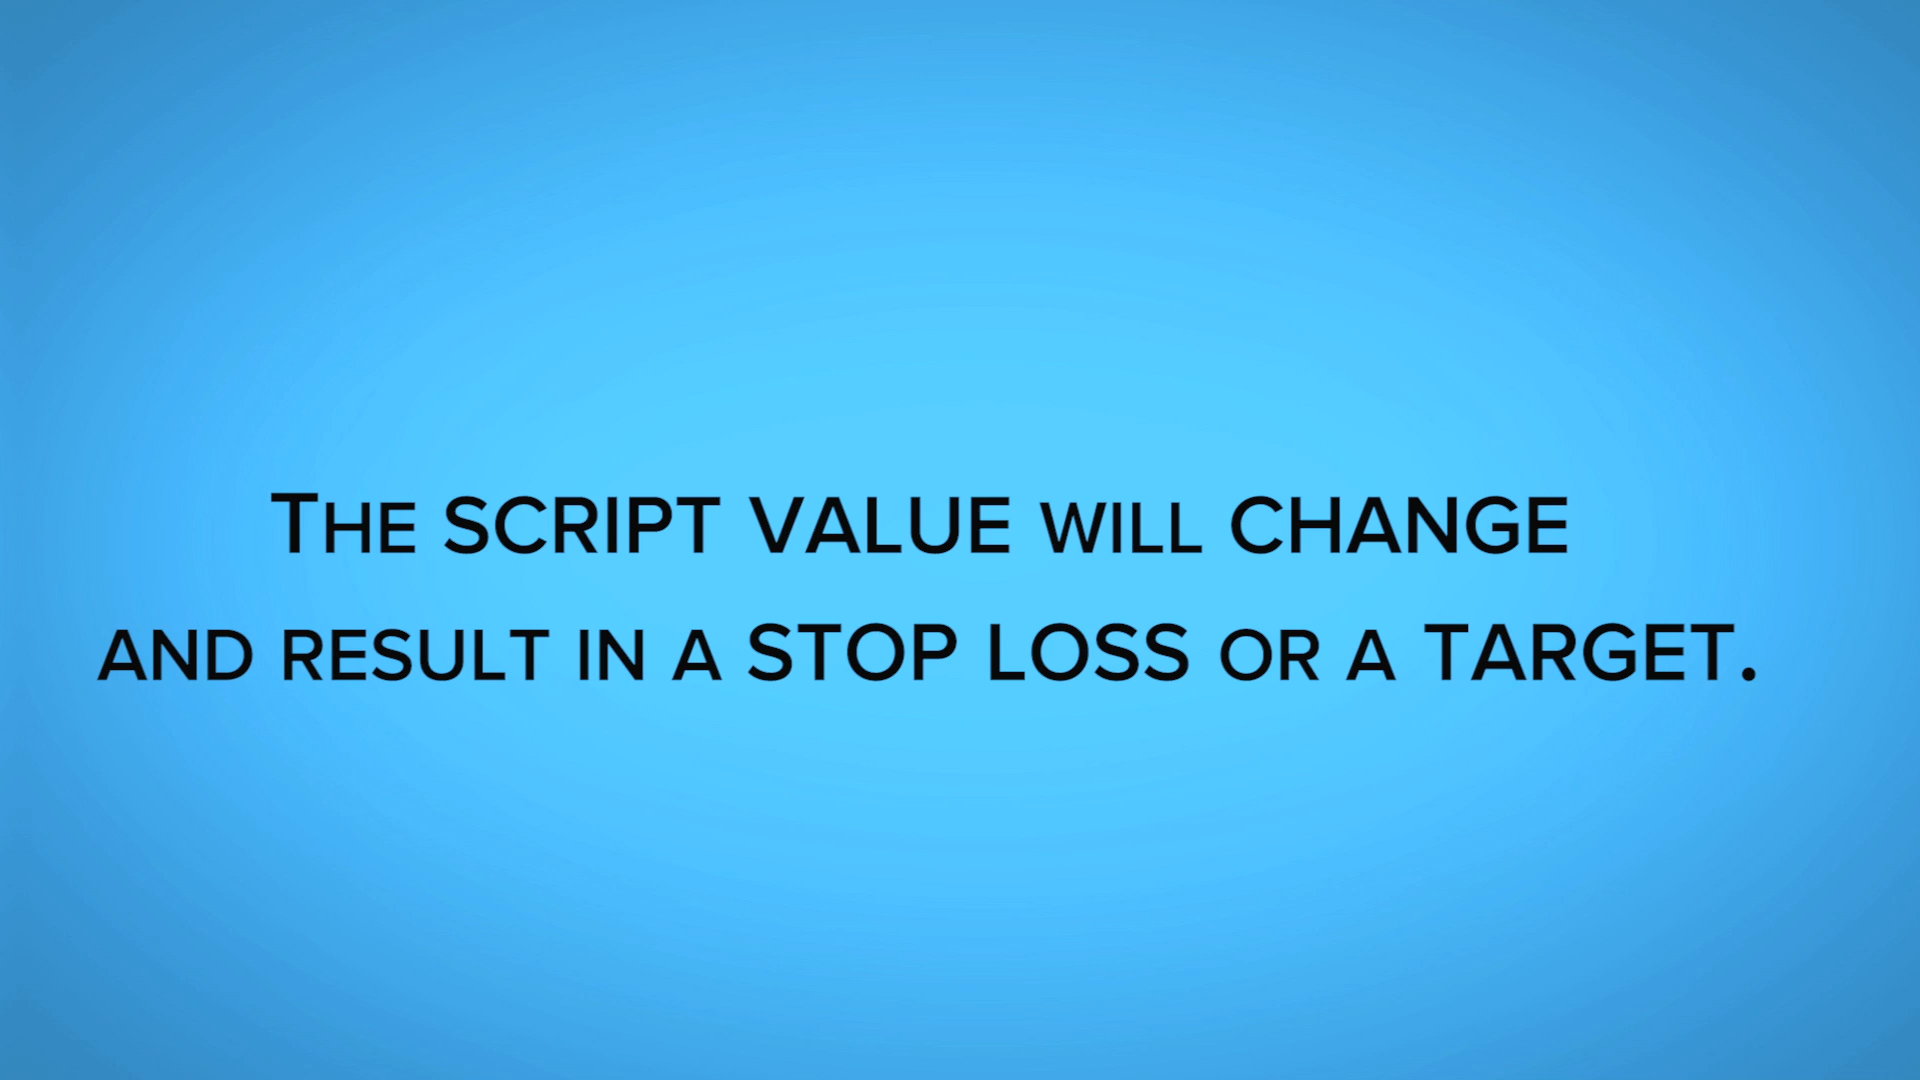 The SCRIPT VALUE will CHANGE
and result in a STOP LOSS or a TARGET.